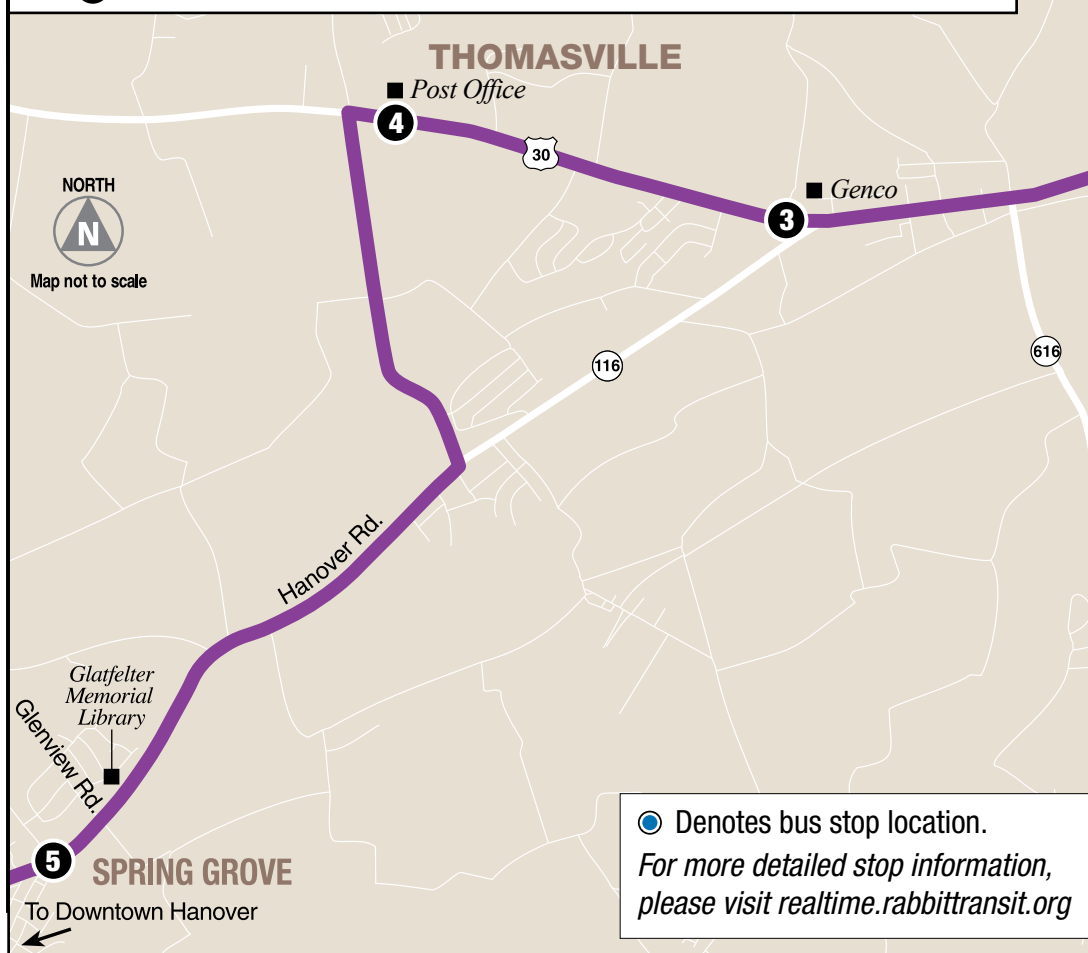 THOMASVILLE
Post Office
4
30
NORTH
N
Map not to scale
Genco
3
116
616
Hanover Rd.
Glatfelter
Memorial
Library
Glenview Rd.
5
SPRING GROVE
To Downtown Hanover
Denotes bus stop location.
For more detailed stop information,
please visit realtime.rabbittransit.org